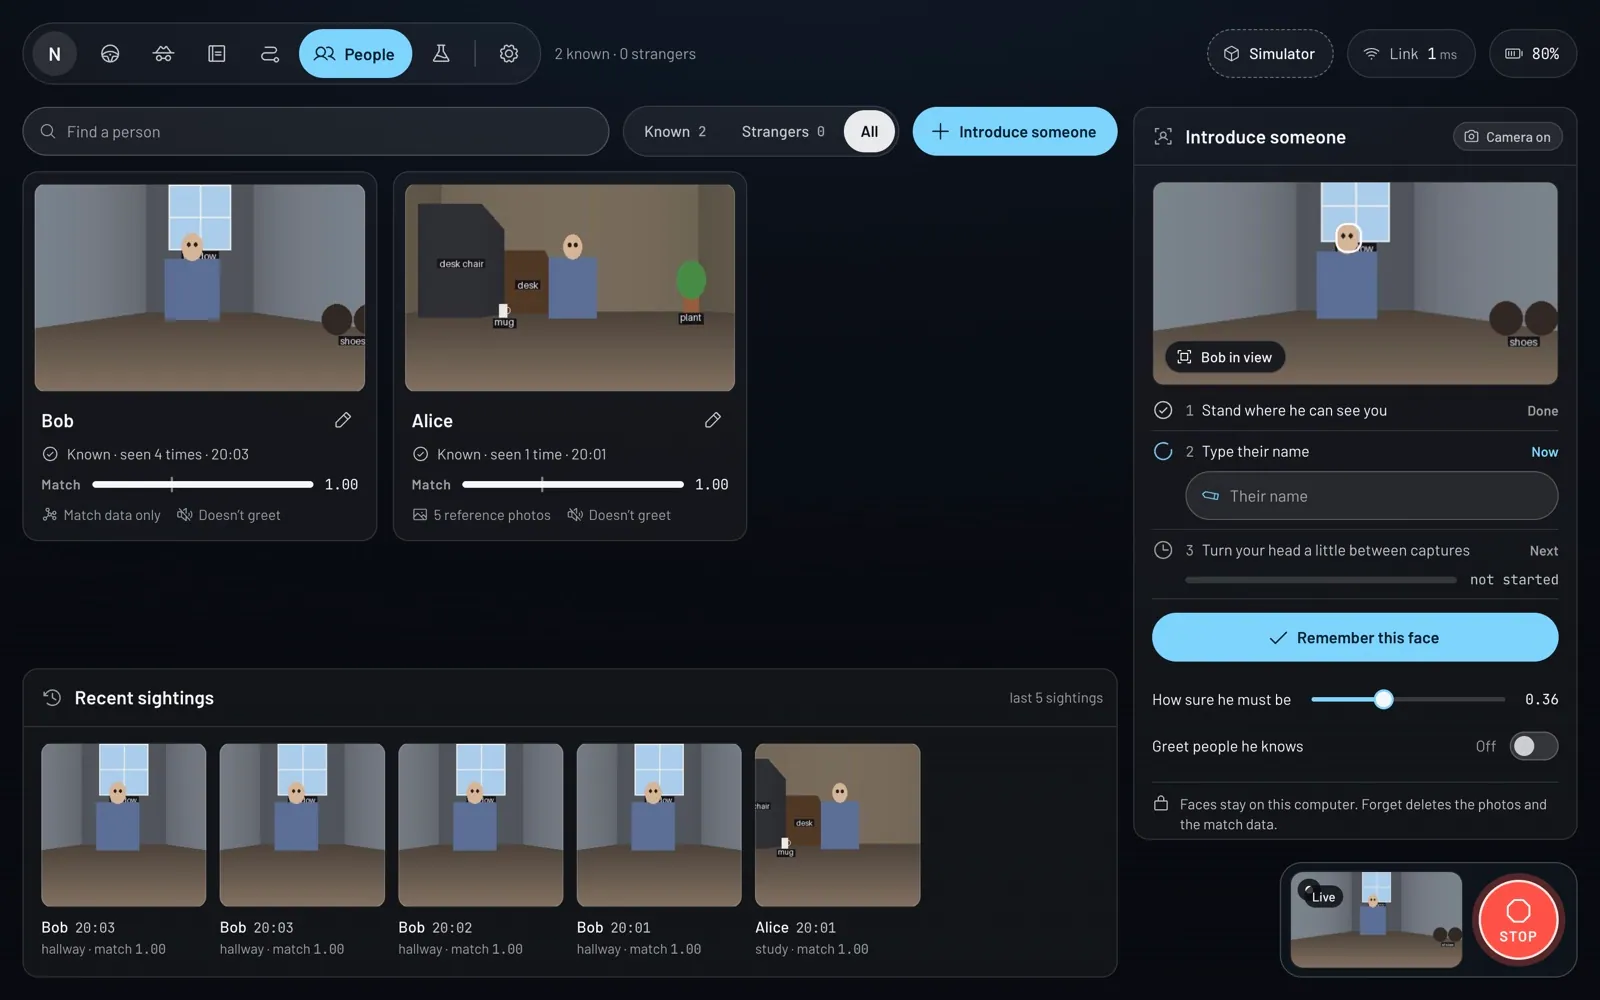 N
People
2 known · 0 strangers
Simulator
Link 1 ms
80%
Find a person
Known 2
Strangers 0
All
Introduce someone
shoes
Bob
Known · seen 4 times · 20:03
Match 1.00
Match data only
Doesn't greet
desk chair
desk
mug
plant
Alice
Known · seen 1 time · 20:01
Match 1.00
5 reference photos
Doesn't greet
Recent sightings
last 5 sightings
Bob 20:03
hallway · match 1.00
Bob 20:03
hallway · match 1.00
Bob 20:02
hallway · match 1.00
Bob 20:01
hallway · match 1.00
hair
desk
mug
Alice 20:01
study · match 1.00
Introduce someone
Camera on
shoes
Bob in view
1 Stand where he can see you
Done
2 Type their name
Now
Their name
3 Turn your head a little between captures
Next
not started
Remember this face
How sure he must be
0.36
Greet people he knows
Off
Faces stay on this computer. Forget deletes the photos and
the match data.
Live
STOP